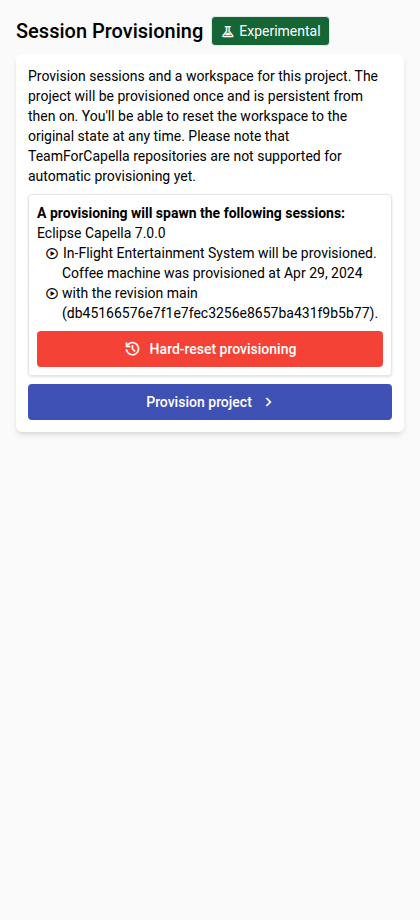 Session Provisioning
Experimental
Provision sessions and a workspace for this project. The
project will be provisioned once and is persistent from
then on. You'll be able to reset the workspace to the
original state at any time. Please note that
TeamForCapella repositories are not supported for
automatic provisioning yet.
A provisioning will spawn the following sessions:
Eclipse Capella 7.0.0
In-Flight Entertainment System will be provisioned.
Coffee machine was provisioned at Apr 29, 2024
with the revision main
(db45166576e7f1e7fec3256e8657ba431f9b5b77).
Hard-reset provisioning
Provision project